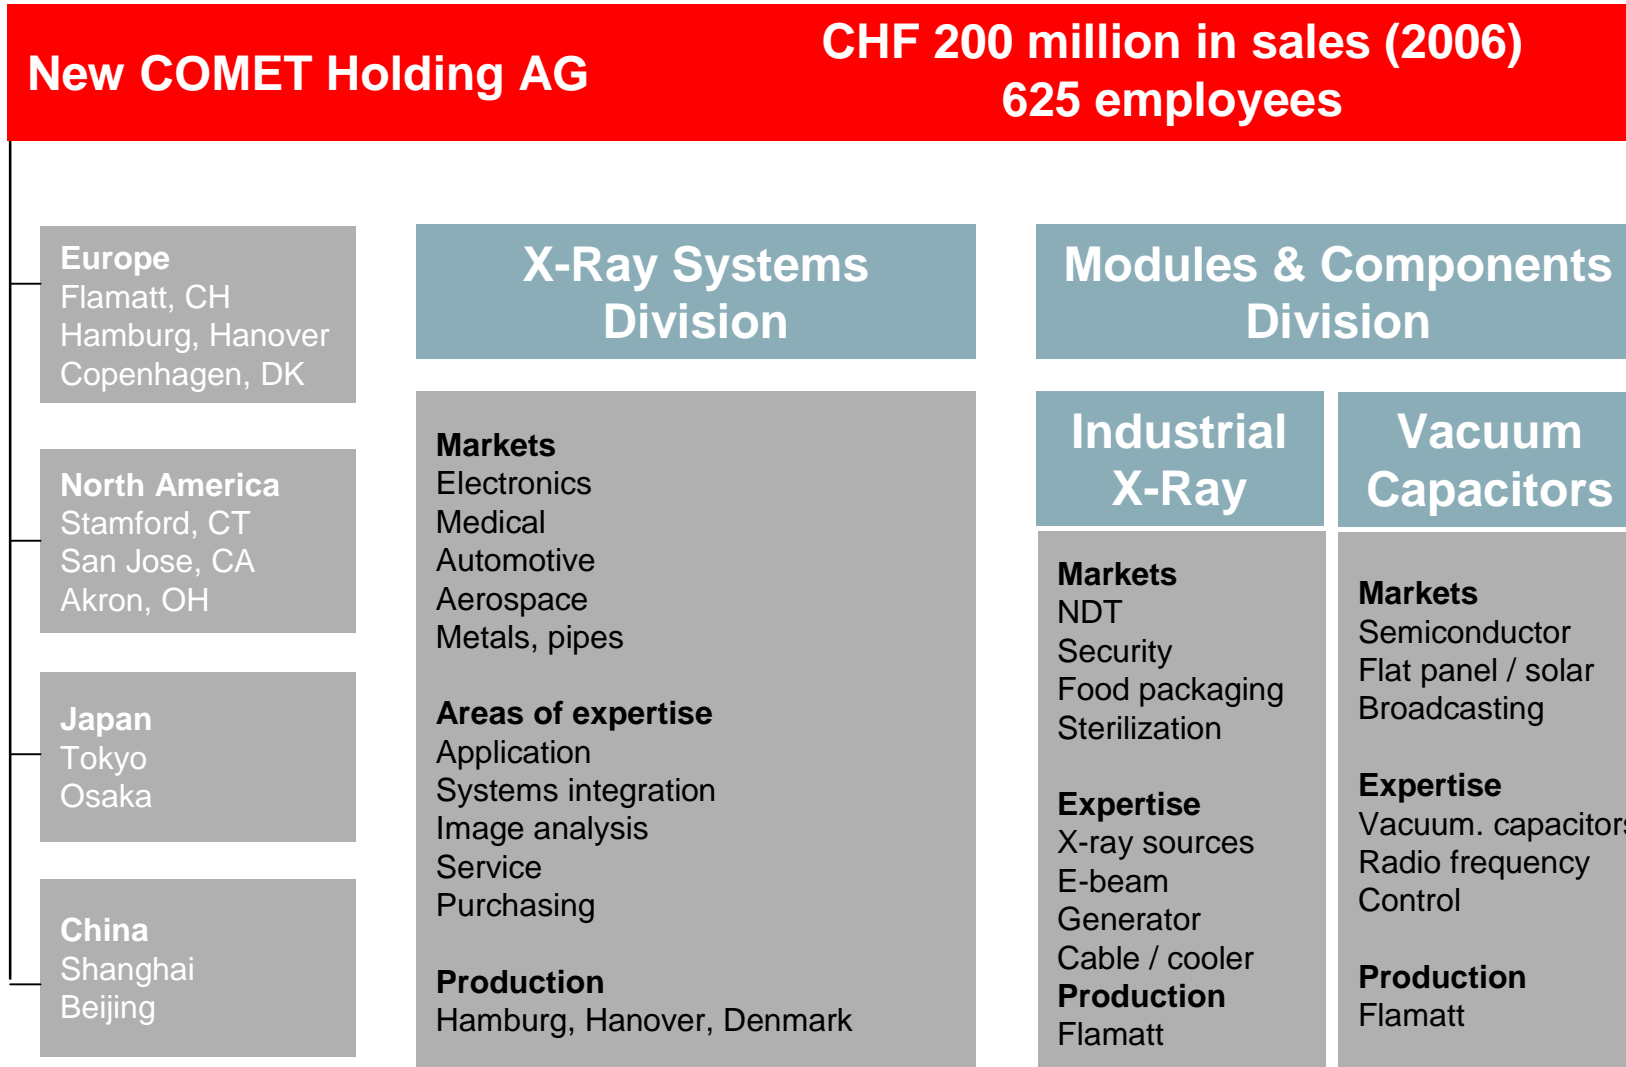 New COMET Holding AG
CHF 200 million in sales (2006)
625 employees
Europe
Flamatt, CH
Hamburg, Hanover
Copenhagen, DK
North America
Stamford, CT
San Jose, CA
Akron, OH
Japan
Tokyo
Osaka
China
Shanghai
Beijing
X-Ray Systems
Division
Markets
Electronics
Medical
Automotive
Aerospace
Metals, pipes
Areas of expertise
Application
Systems integration
Image analysis
Service
Purchasing
Production
Hamburg, Hanover, Denmark
Modules & Components
Division
Industrial
X-Ray
Markets
NDT
Security
Food packaging
Sterilization
Expertise
X-ray sources
E-beam
Generator
Cable / cooler
Production
Flamatt
Vacuum
Capacitors
Markets
Semiconductor
Flat panel / solar
Broadcasting
Expertise
Vacuum. capacitors
Radio frequency
Control
Production
Flamatt